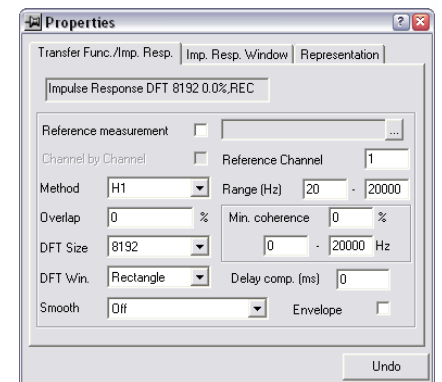 Properties
Transfer Func./Imp. Resp. Imp. Resp. Window Representation
Impulse Response DFT 8192 0.0%,REC
Reference measurement ...
Channel by Channel Reference Channel 1
Method H1 Range (Hz) 20 - 20000
Overlap 0 % Min. coherence 0 %
DFT Size 8192 0 - 20000 Hz
DFT Win. Rectangle Delay comp. (ms) 0
Smooth Off Envelope
Undo